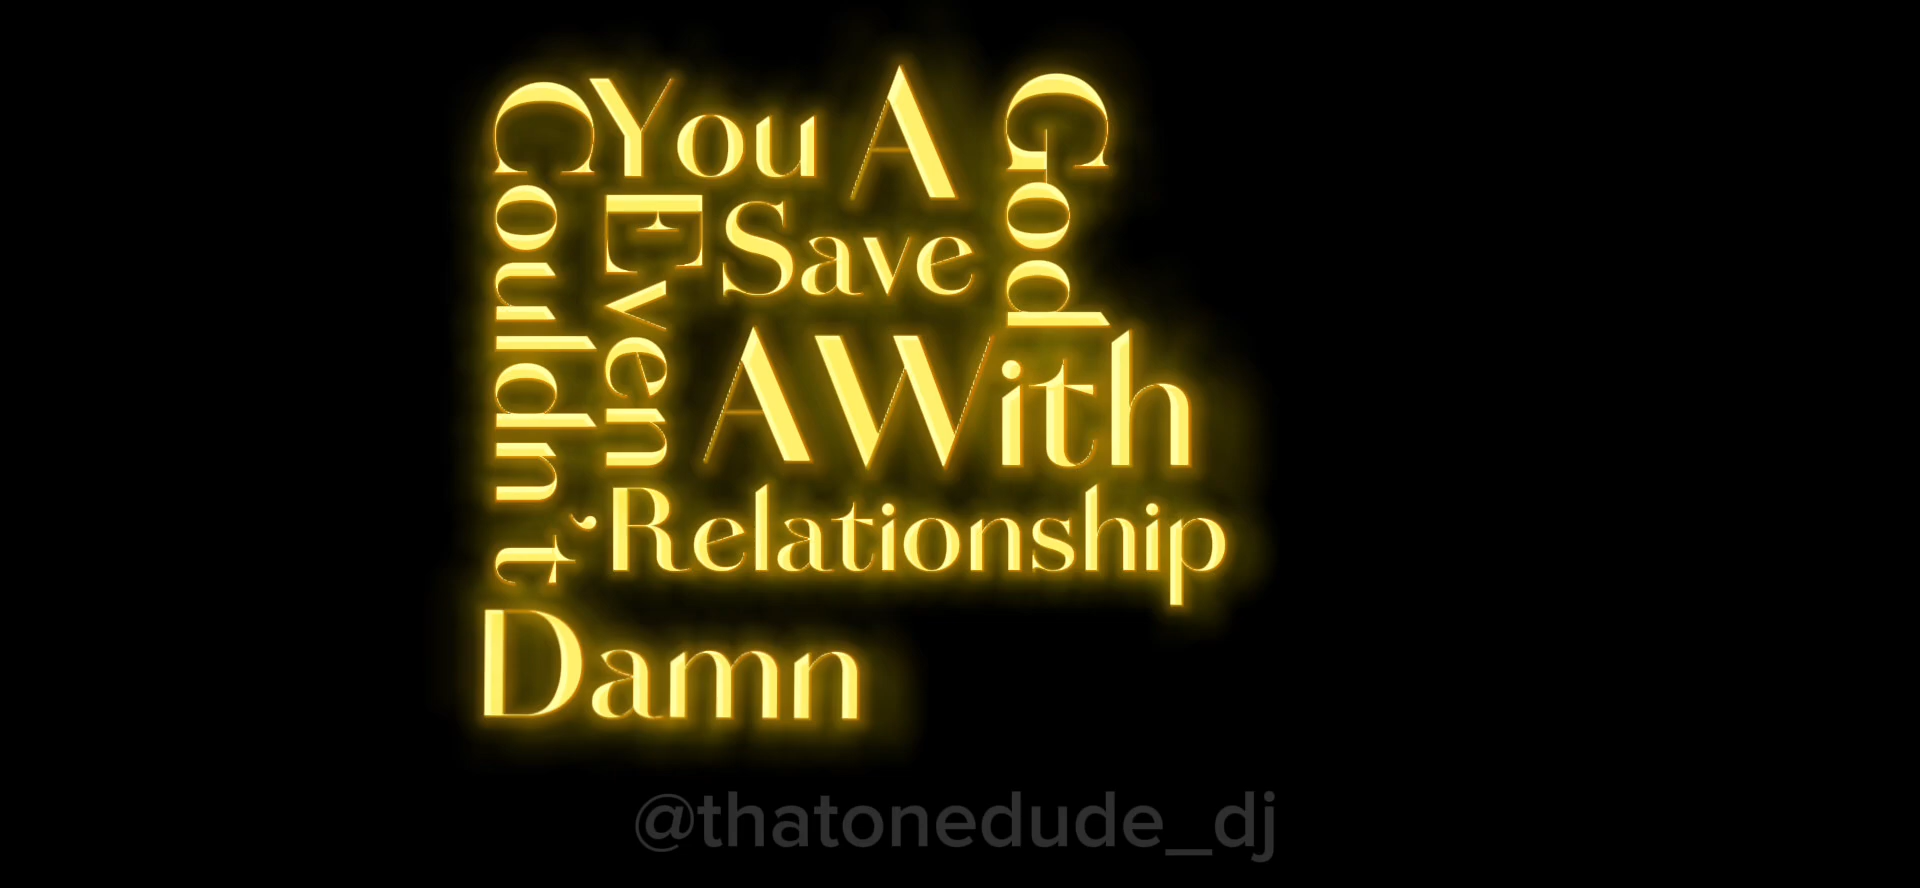 Couldn't
You A
Even
Save
God
A With
Relationship
Damn
@thatonedude_dj